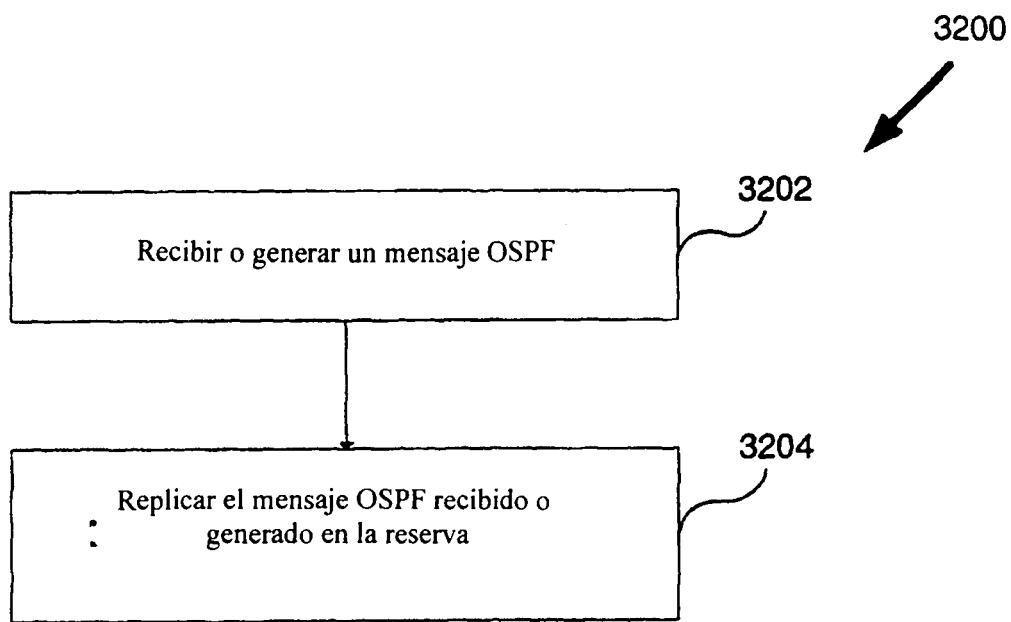 3200
3202
Recibir o generar un mensaje OSPF
3204
Replicar el mensaje OSPF recibido o
generado en la reserva